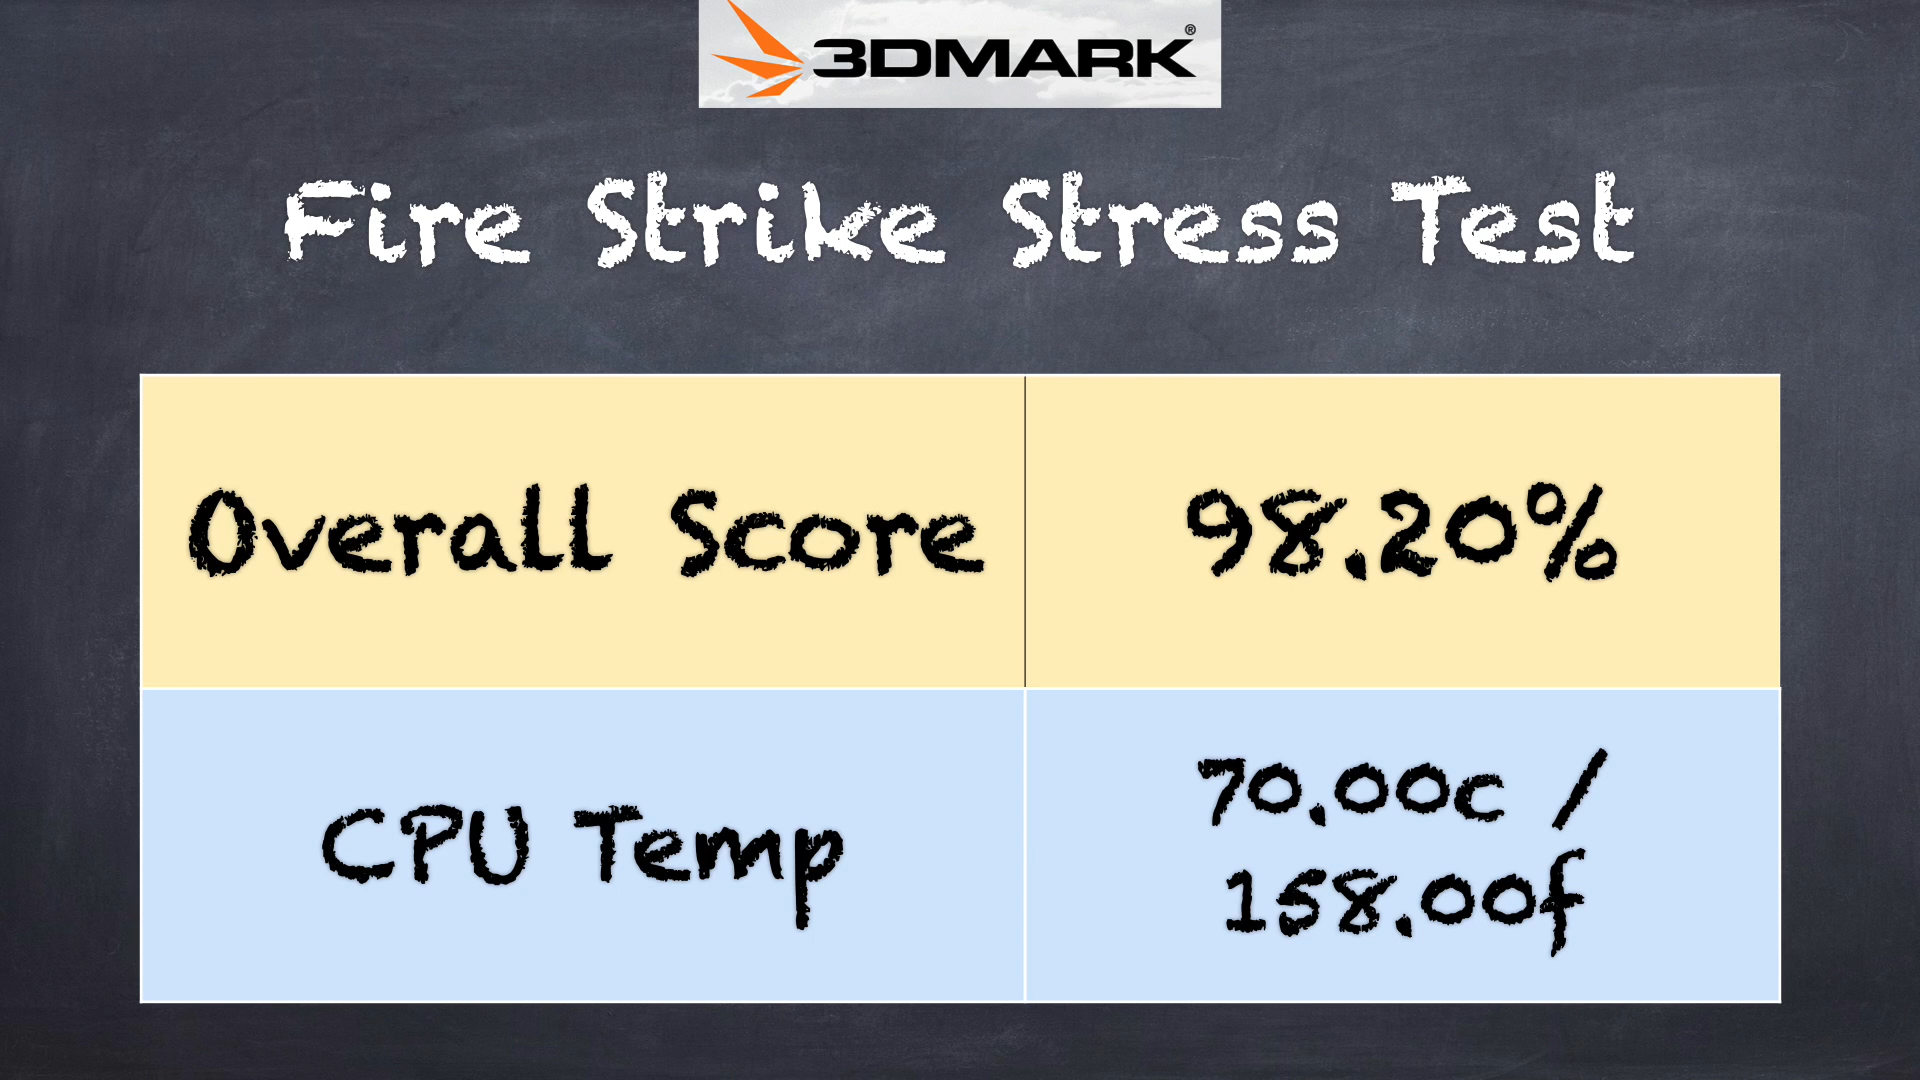 3DMARK®
Fire Strike Stress Test
Overall Score
98.20%
CPU Temp
70.00c /
158.00f